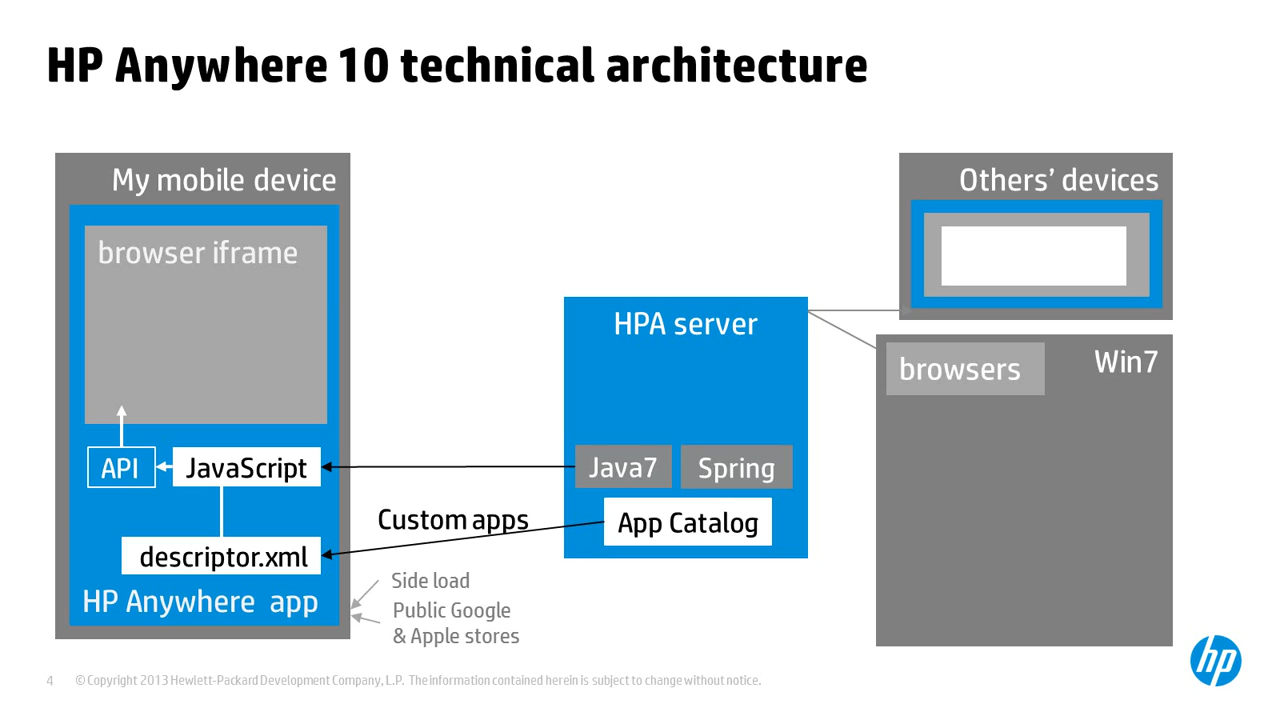 HP Anywhere 10 technical architecture
My mobile device
browser iframe
API
JavaScript
descriptor.xml
HP Anywhere app
Custom apps
Side load
Public Google
& Apple stores
HPA server
Java7
Spring
App Catalog
Others’ devices
browsers
Win7
4
© Copyright 2013 Hewlett-Packard Development Company, L.P. The information contained herein is subject to change without notice.
hp